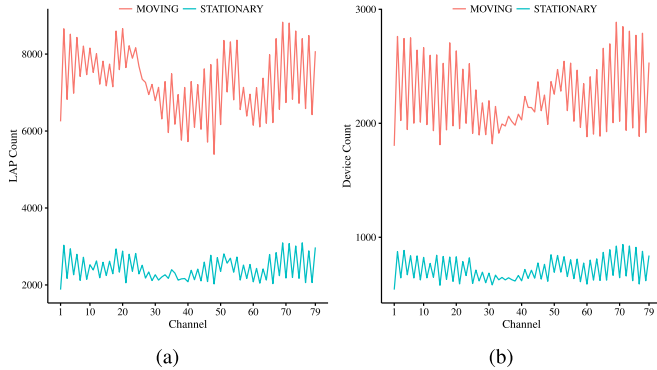 MOVING STATIONARY
8000
6000
4000
2000
LAP Count
1 10 20 30 40 50 60 70 79
Channel
(a)
MOVING STATIONARY
3000
2000
1000
Device Count
1 10 20 30 40 50 60 70 79
Channel
(b)